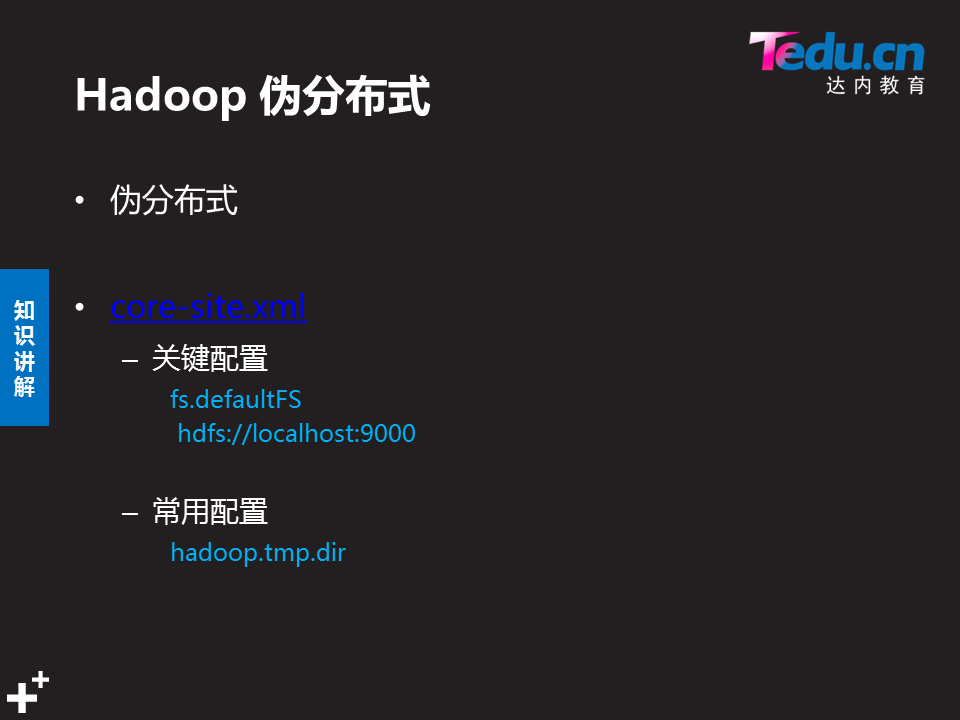 Tedu.cn
达内教育
Hadoop 伪分布式
• 伪分布式
知识讲解
• core-site.xml
– 关键配置
fs.defaultFS
hdfs://localhost:9000
– 常用配置
hadoop.tmp.dir